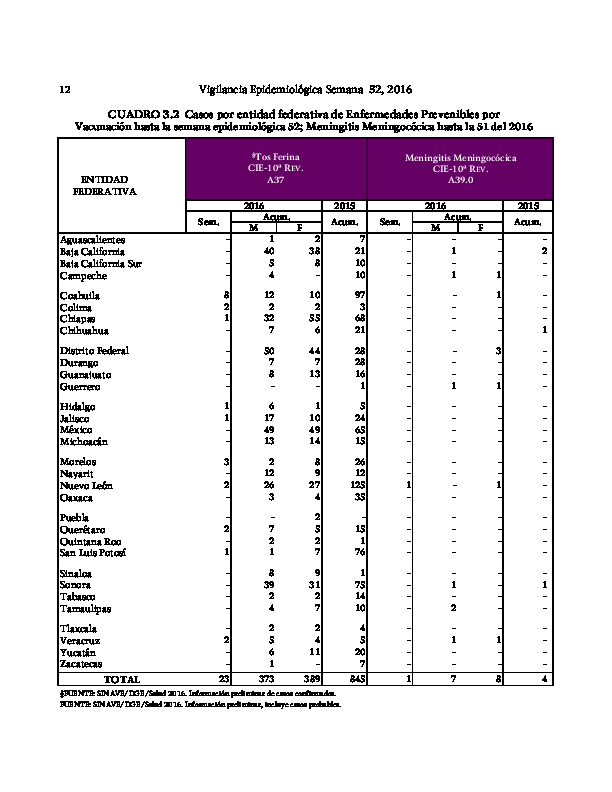 12 Vigilancia Epidemiológica Semana 52, 2016
CUADRO 3.2 Casos por entidad federativa de Enfermedades Prevenibles por
Vacunación hasta la semana epidemiológica 52; Meningitis Meningocócica hasta la 51 del 2016
ENTIDAD
FEDERATIVA
§Tos Ferina
CIE-10ª REV.
A37
Meningitis Meningocócica
CIE-10ª REV.
A39.0
2016 2015 2016 2015
Sem. Acum. Acum. Sem. Acum. Acum.
M F M F
Aguascalientes - 1 2 7 - - - -
Baja California - 40 38 21 - 1 - 2
Baja California Sur - 5 8 10 - - - -
Campeche - 4 - 10 - 1 1 -
Coahuila 8 12 10 97 - - 1 -
Colima 2 2 2 3 - - - -
Chiapas 1 32 55 68 - - - -
Chihuahua - 7 6 21 - - - 1
Distrito Federal - 50 44 28 - - 3 -
Durango - 7 7 28 - - - -
Guanajuato - 8 13 16 - - - -
Guerrero - - - 1 - 1 1 -
Hidalgo 1 6 1 5 - - - -
Jalisco 1 17 10 24 - - - -
México - 49 49 65 - - - -
Michoacán - 13 14 15 - - - -
Morelos 3 2 8 26 - - - -
Nayarit - 12 9 12 - - - -
Nuevo León 2 26 27 125 1 - 1 -
Oaxaca - 3 4 35 - - - -
Puebla - - 2 - - - - -
Querétaro 2 7 5 15 - - - -
Quintana Roo - 2 2 1 - - - -
San Luis Potosí 1 1 7 76 - - - -
Sinaloa - 8 9 1 - - - -
Sonora - 39 31 75 - 1 - 1
Tabasco - 2 2 14 - - - -
Tamaulipas - 4 7 10 - 2 - -
Tlaxcala - 2 2 4 - - - -
Veracruz 2 5 4 5 - 1 1 -
Yucatán - 6 11 20 - - - -
Zacatecas - 1 - 7 - - - -
TOTAL 23 373 389 845 1 7 8 4
§FUENTE: SINAVE/DGE/Salud 2016. Información preliminar de casos confirmados.
FUENTE: SINAVE/DGE/Salud 2016. Información preliminar, incluye casos probables.